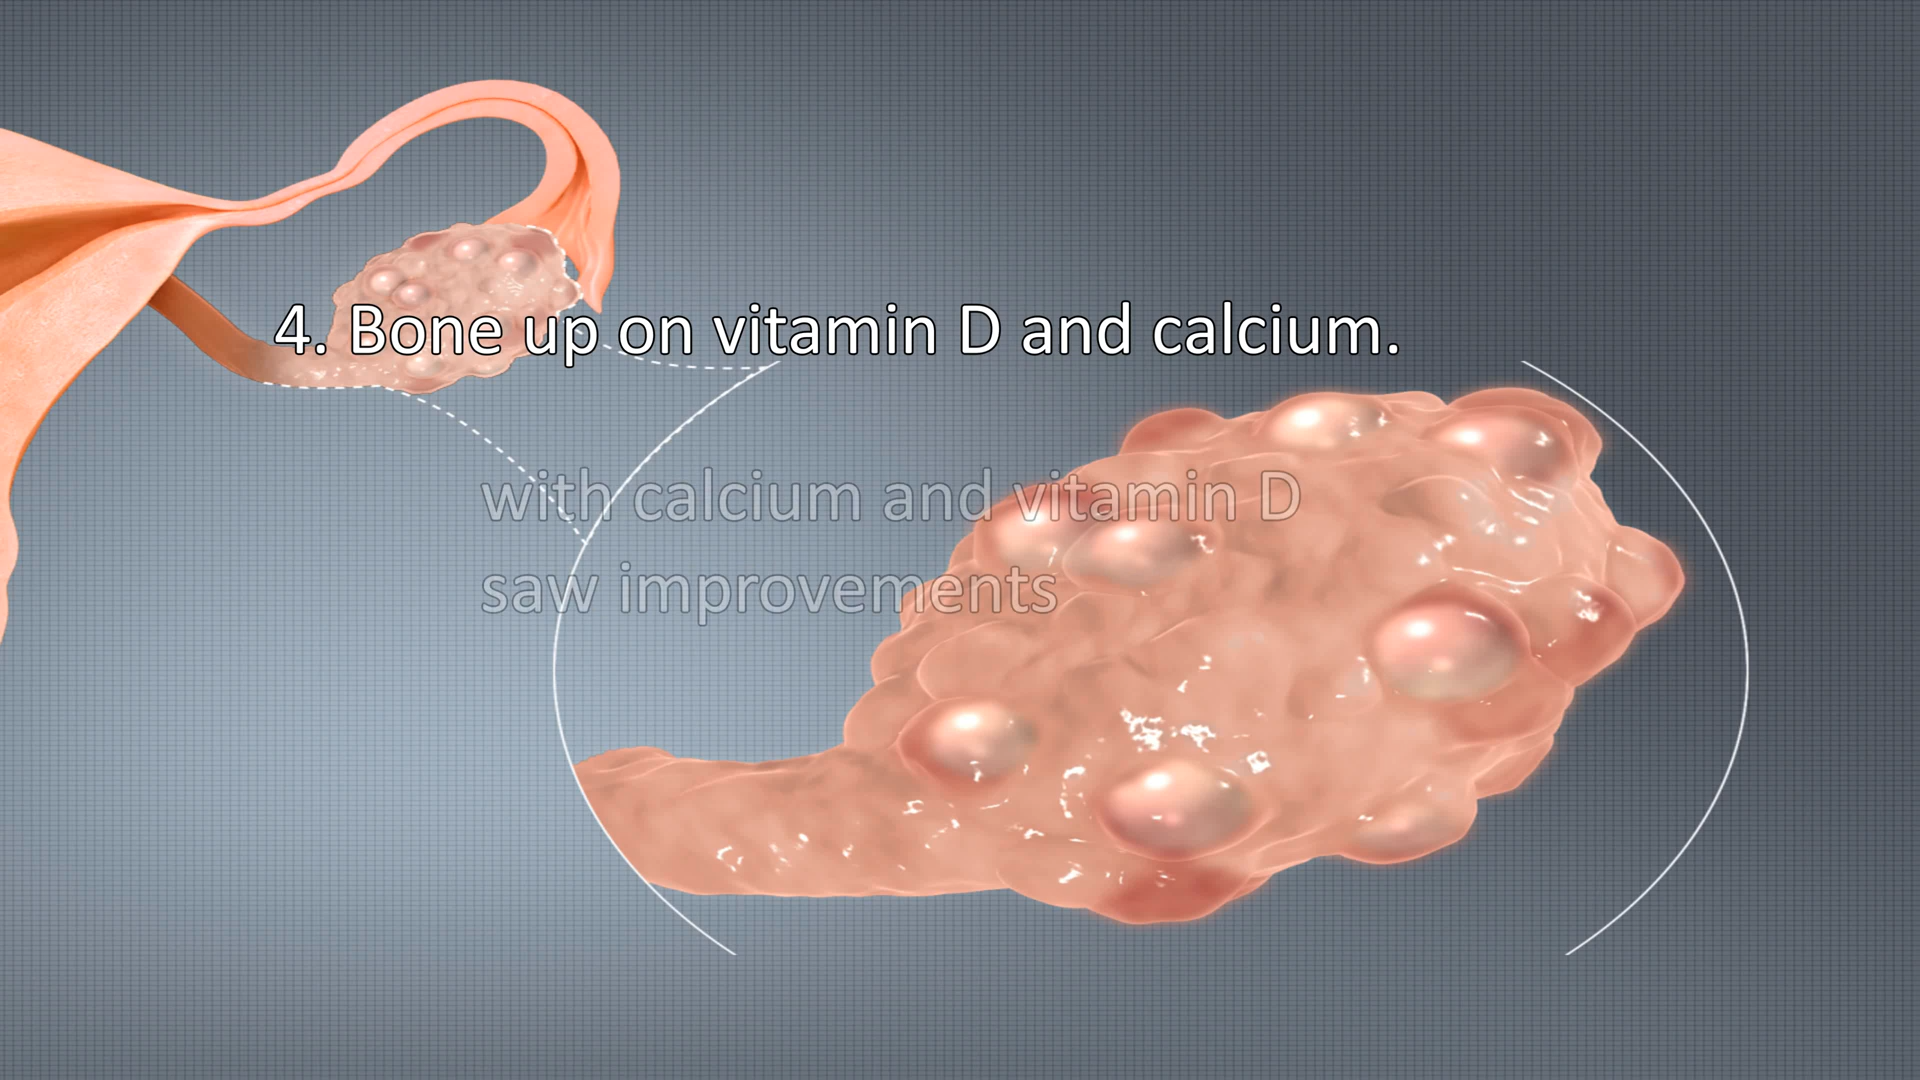 4. Bone up on vitamin D and calcium.
with calcium and vitamin D
saw improvements